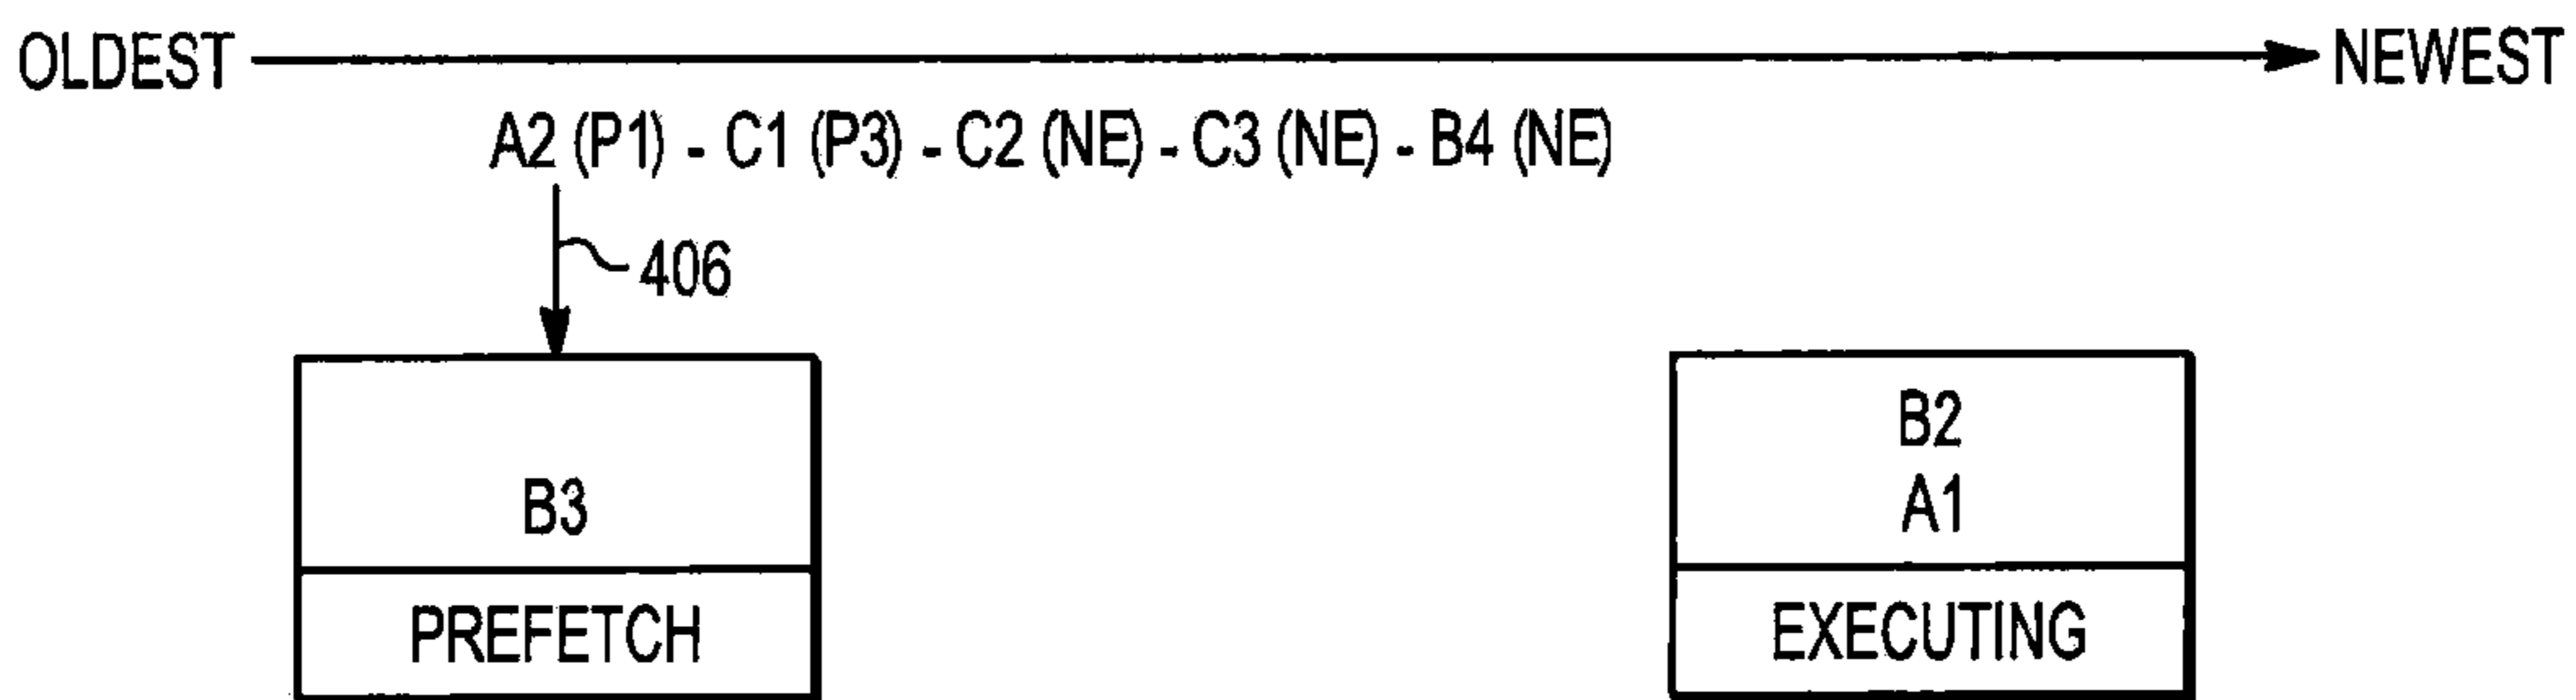 OLDEST NEWEST
A2 (P1) - C1 (P3) - C2 (NE) - C3 (NE) - B4 (NE)
406
B2
B3 A1
PREFETCH EXECUTING